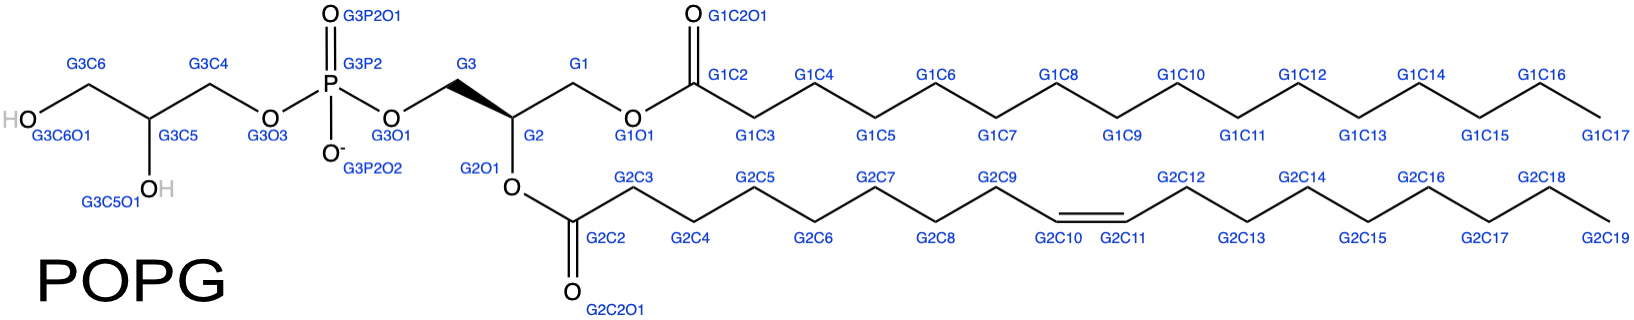 O G3P2O1 O G1C2O1
G3C6 G3C4 G3P2 G3 G1 G1C2 G1C4 G1C6 G1C8 G1C10 G1C12 G1C14 G1C16
P
HO O O O
G3C6O1 G3C5 G3O3 G3O1 G2 G1O1 G1C3 G1C5 G1C7 G1C9 G1C11 G1C13 G1C15 G1C17
O- G3P2O2 G2O1
G3C5O1 OH O G2C3 G2C5 G2C7 G2C9 G2C12 G2C14 G2C16 G2C18
G2C2 G2C4 G2C6 G2C8 G2C10 G2C11 G2C13 G2C15 G2C17 G2C19
POPG
O G2C2O1